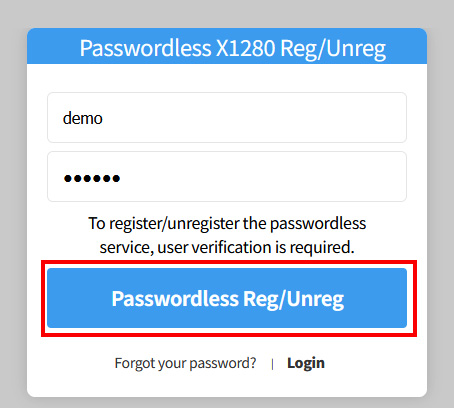 Passwordless X1280 Reg/Unreg
demo
••••••
To register/unregister the passwordless
service, user verification is required.
Passwordless Reg/Unreg
Forgot your password? | Login